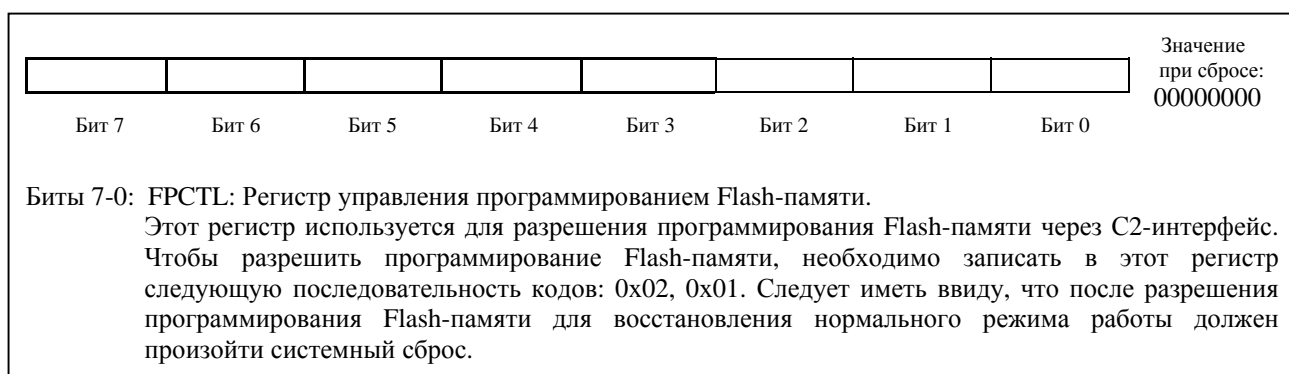 Значение
при сбросе:
00000000
Бит 7 Бит 6 Бит 5 Бит 4 Бит 3 Бит 2 Бит 1 Бит 0
Биты 7-0: FPCTL: Регистр управления программированием Flash-памяти.
Этот регистр используется для разрешения программирования Flash-памяти через C2-интерфейс.
Чтобы разрешить программирование Flash-памяти, необходимо записать в этот регистр
следующую последовательность кодов: 0x02, 0x01. Следует иметь ввиду, что после разрешения
программирования Flash-памяти для восстановления нормального режима работы должен
произойти системный сброс.